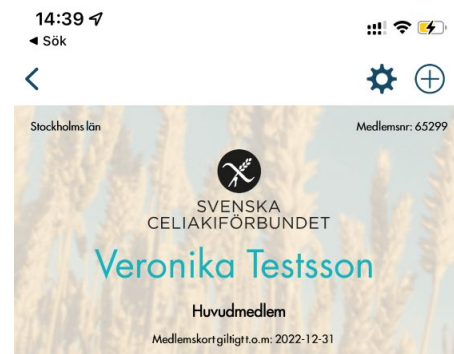 14:39
◄ Sök
Stockholms län
Medlemsnr: 65299
SVENSKA
CELIAKIFÖRBUNDET
Veronika Testsson
Huvudmedlem
Medlemskort giltigt t.o.m: 2022-12-31